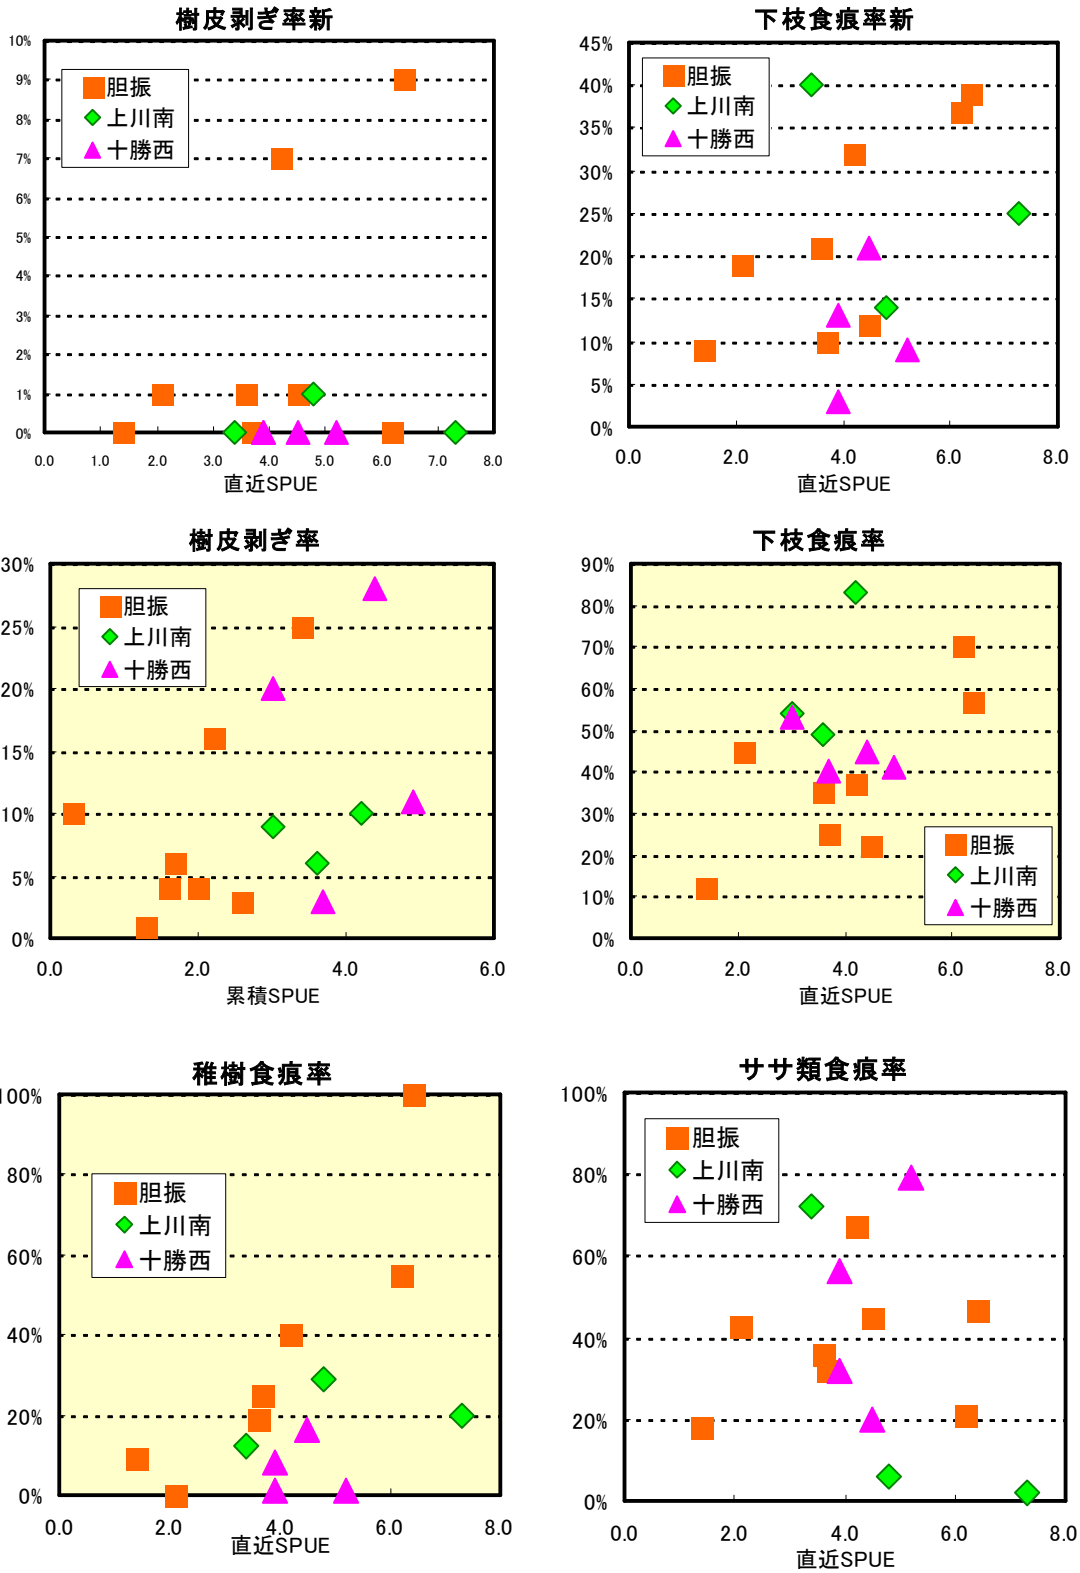 樹皮剥ぎ率新
10%
9%
8%
7%
6%
5%
4%
3%
2%
1%
0%
胆振
上川南
十勝西
0.0 1.0 2.0 3.0 4.0 5.0 6.0 7.0 8.0
直近SPUE
下枝食痕率新
45%
40%
35%
30%
25%
20%
15%
10%
5%
0%
胆振
上川南
十勝西
0.0 2.0 4.0 6.0 8.0
直近SPUE
樹皮剥ぎ率
30%
25%
20%
15%
10%
5%
0%
胆振
上川南
十勝西
0.0 2.0 4.0 6.0
累積SPUE
下枝食痕率
90%
80%
70%
60%
50%
40%
30%
20%
10%
0%
胆振
上川南
十勝西
0.0 2.0 4.0 6.0 8.0
直近SPUE
稚樹食痕率
100%
80%
60%
40%
20%
0%
胆振
上川南
十勝西
0.0 2.0 4.0 6.0 8.0
直近SPUE
ササ類食痕率
100%
80%
60%
40%
20%
0%
胆振
上川南
十勝西
0.0 2.0 4.0 6.0 8.0
直近SPUE